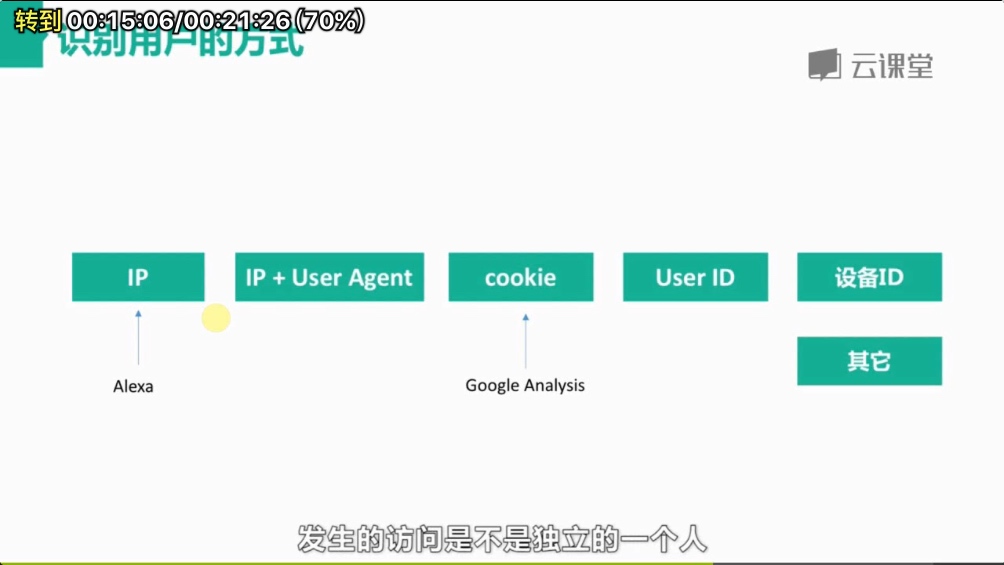 转到 00:15:06/00:21:26 (70%)
识别用户的方式
云课堂
IP
IP + User Agent
cookie
User ID
设备ID
其它
Alexa
Google Analysis
发生的访问是不是独立的一个人